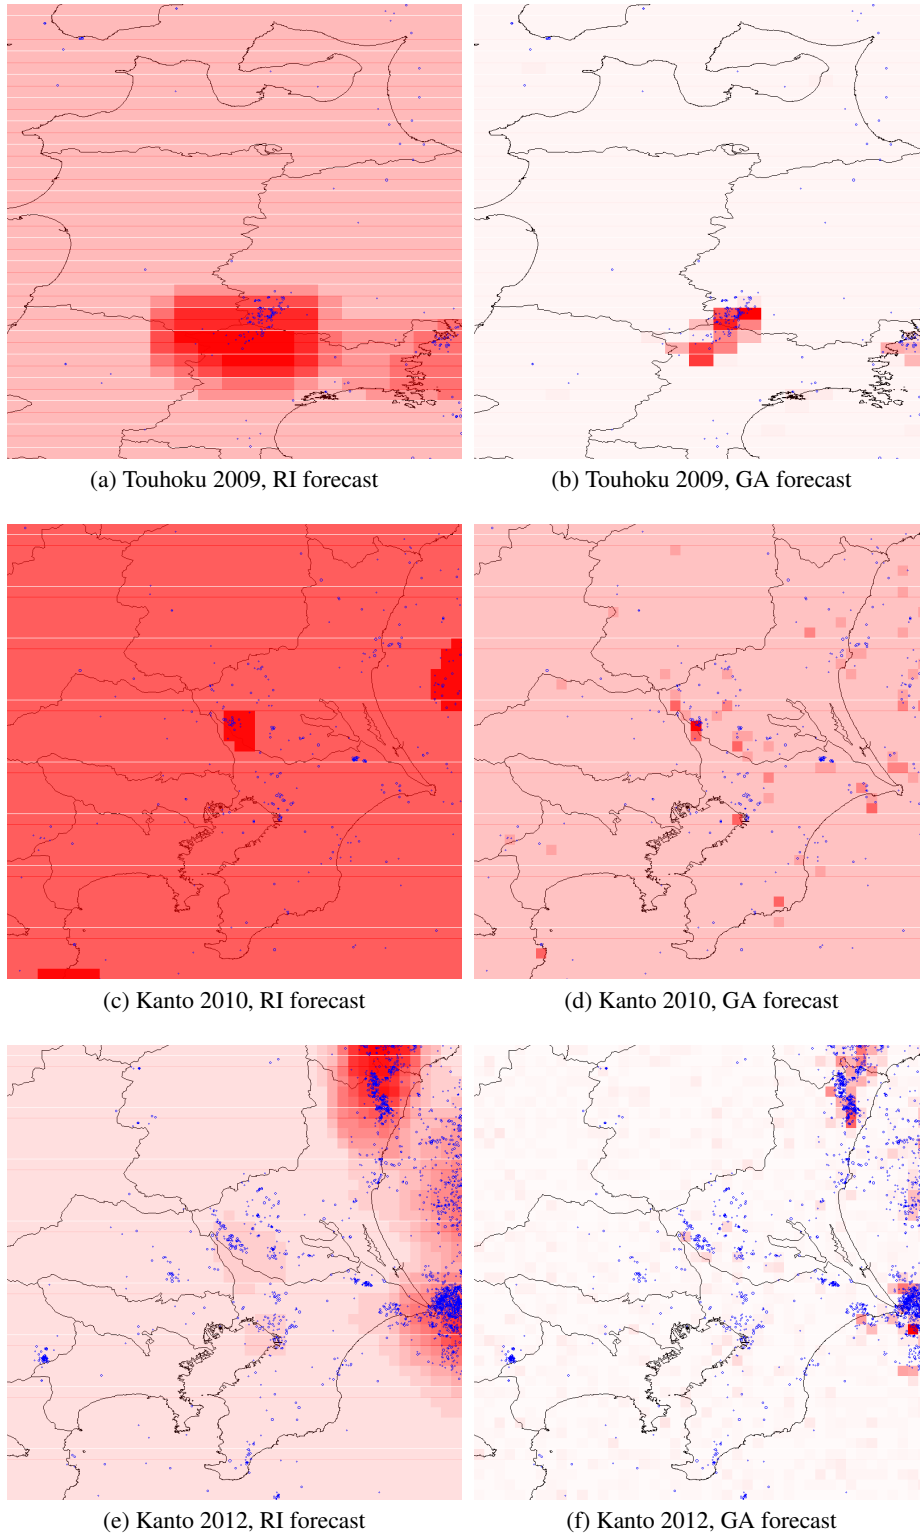 (a) Touhoku 2009, RI forecast
(b) Touhoku 2009, GA forecast
(c) Kanto 2010, RI forecast
(d) Kanto 2010, GA forecast
(e) Kanto 2012, RI forecast
(f) Kanto 2012, GA forecast